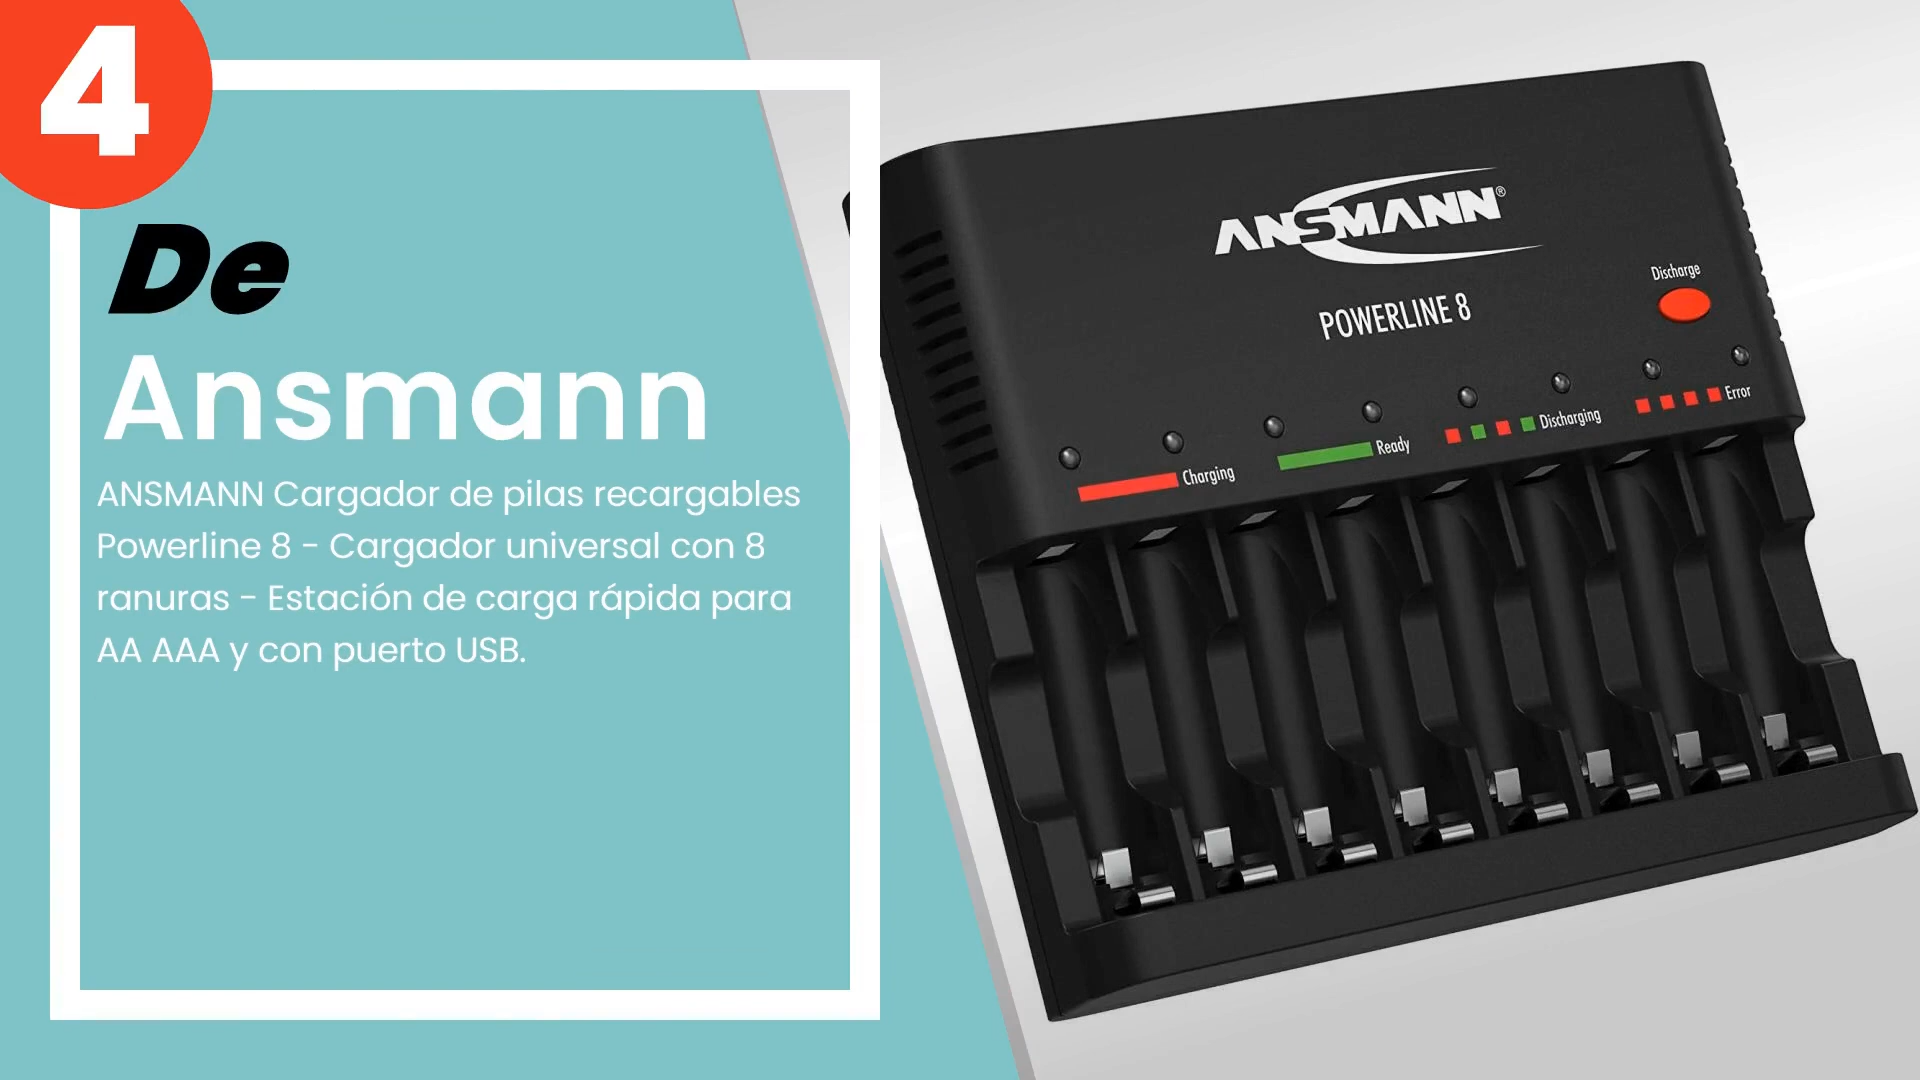 4
De
Ansmann
ANSMANN Cargador de pilas recargables
Powerline 8 - Cargador universal con 8
ranuras - Estación de carga rápida para
AA AAA y con puerto USB.
ANSMANN®
POWERLINE 8
Discharge
Charging
Ready
Discharging
Error